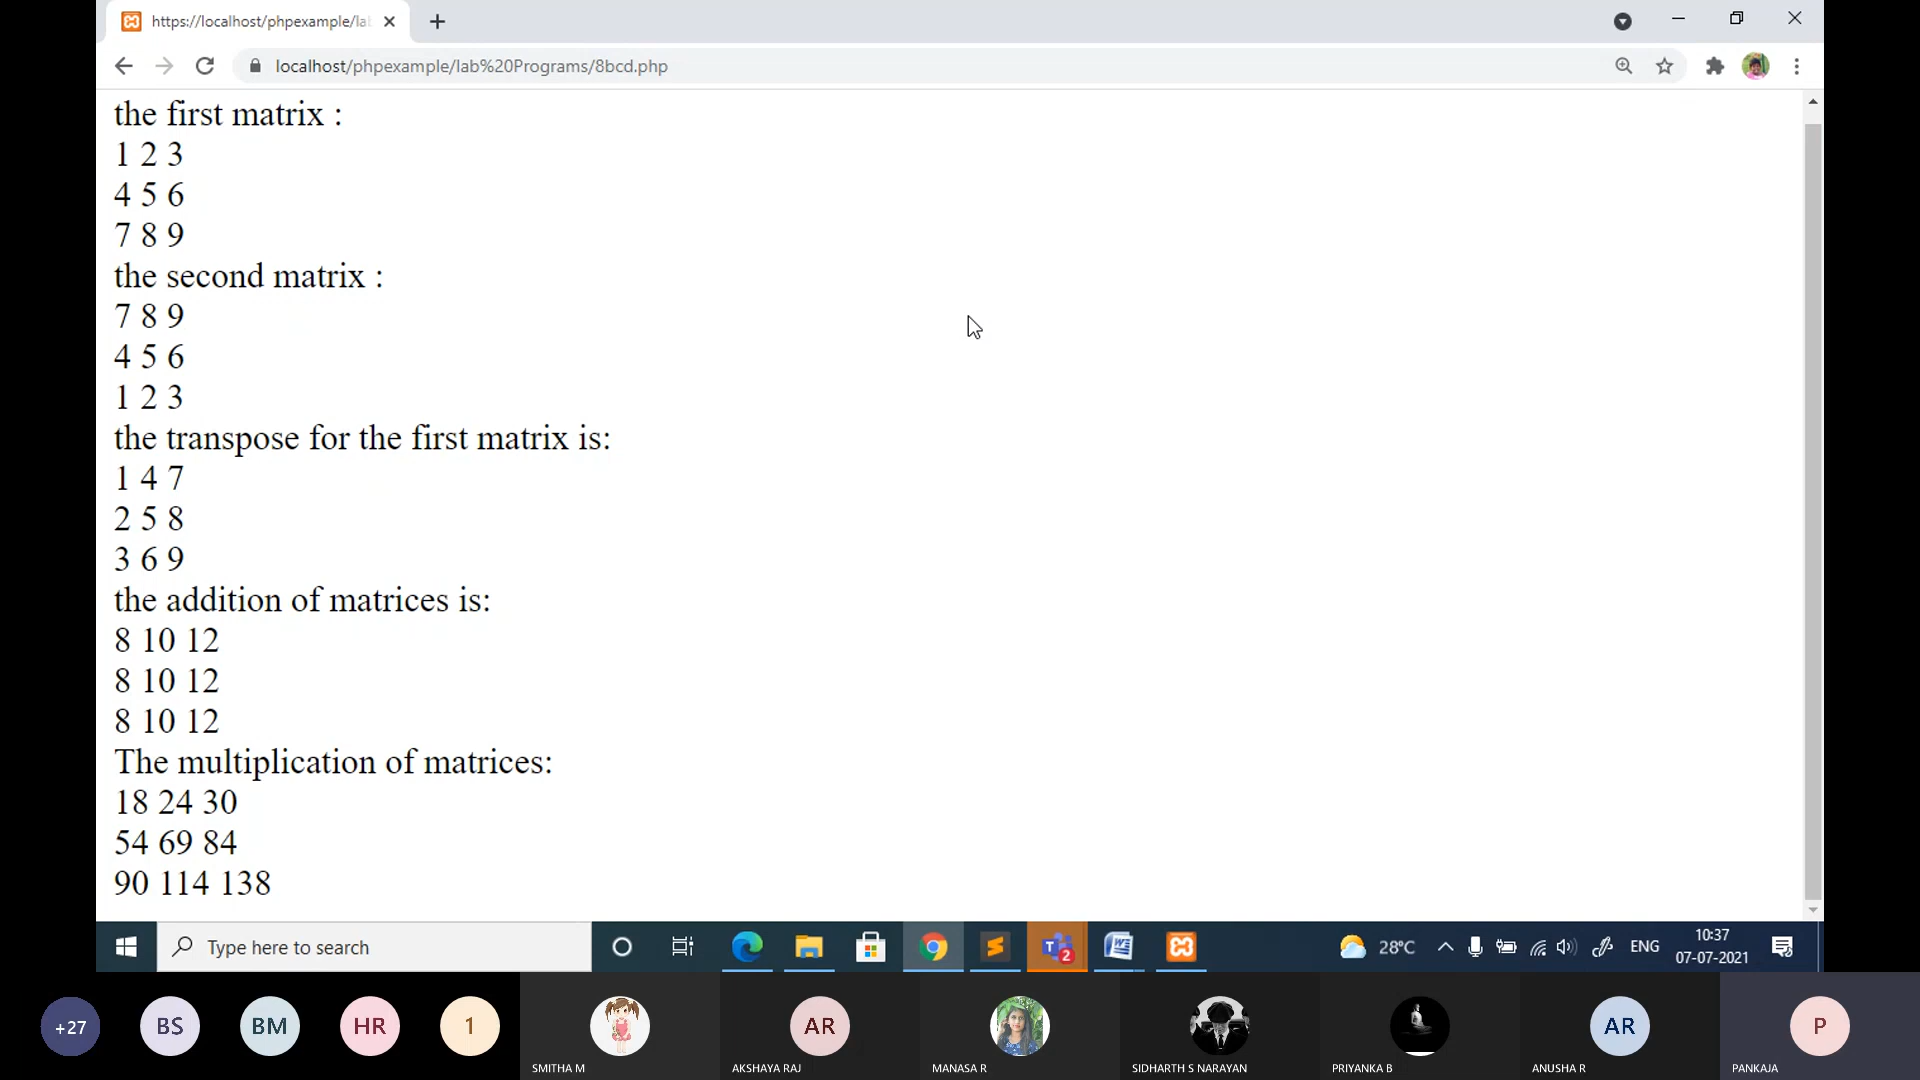 https://localhost/phpexample/la
localhost/phpexample/lab%20Programs/8bcd.php
the first matrix :
1 2 3
4 5 6
7 8 9
the second matrix :
7 8 9
4 5 6
1 2 3
the transpose for the first matrix is:
1 4 7
2 5 8
3 6 9
the addition of matrices is:
8 10 12
8 10 12
8 10 12
The multiplication of matrices:
18 24 30
54 69 84
90 114 138
Type here to search
2
28°C
ENG
10:37
07-07-2021
+27
BS
BM
HR
1
AR
AR
P
SMITHA M
AKSHAYA RAJ
MANASA R
SIDHARTH S NARAYAN
PRIYANKA B
ANUSHA R
PANKAJA